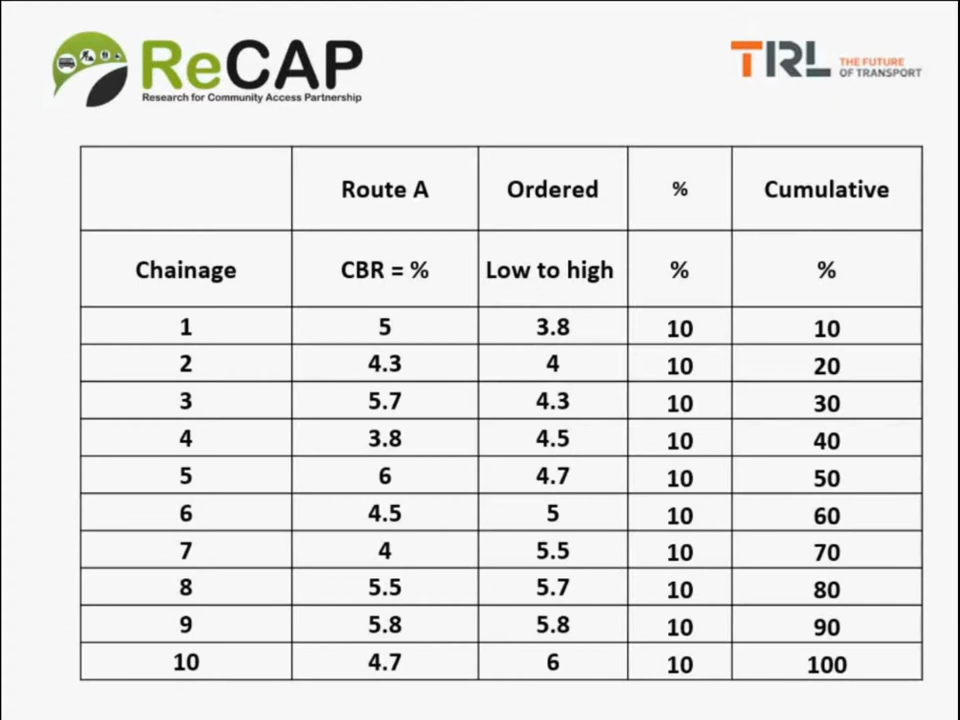 ReCAP
Research for Community Access Partnership
TRL THE FUTURE
OF TRANSPORT
Route A Ordered % Cumulative
Chainage CBR = % Low to high % %
1 5 3.8 10 10
2 4.3 4 10 20
3 5.7 4.3 10 30
4 3.8 4.5 10 40
5 6 4.7 10 50
6 4.5 5 10 60
7 4 5.5 10 70
8 5.5 5.7 10 80
9 5.8 5.8 10 90
10 4.7 6 10 100